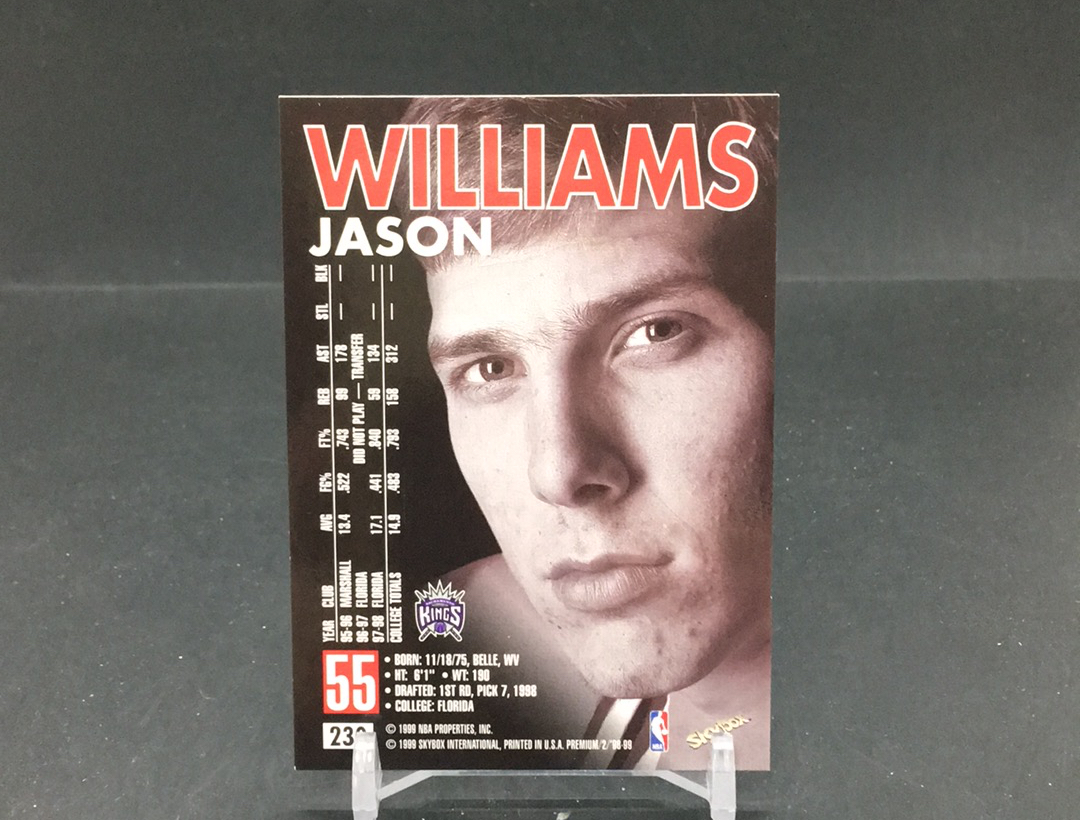 WILLIAMS
JASON
YEAR CLUB AVG FG% FT% REB AST STL BLK
95-96 MARSHALL 13.4 .522 .743 99 178 — —
96-97 FLORIDA DID NOT PLAY — TRANSFER
97-98 FLORIDA 17.1 .441 .840 59 134 — —
COLLEGE TOTALS 14.9 .483 .793 158 312 — —
KINGS
55
• BORN: 11/18/75, BELLE, WV
• HT: 6'1" • WT: 190
• DRAFTED: 1ST RD, PICK 7, 1998
• COLLEGE: FLORIDA
© 1999 NBA PROPERTIES, INC.
© 1999 SKYBOX INTERNATIONAL, PRINTED IN U.S.A. PREMIUM/2/'98-99
NBA
SkyBox